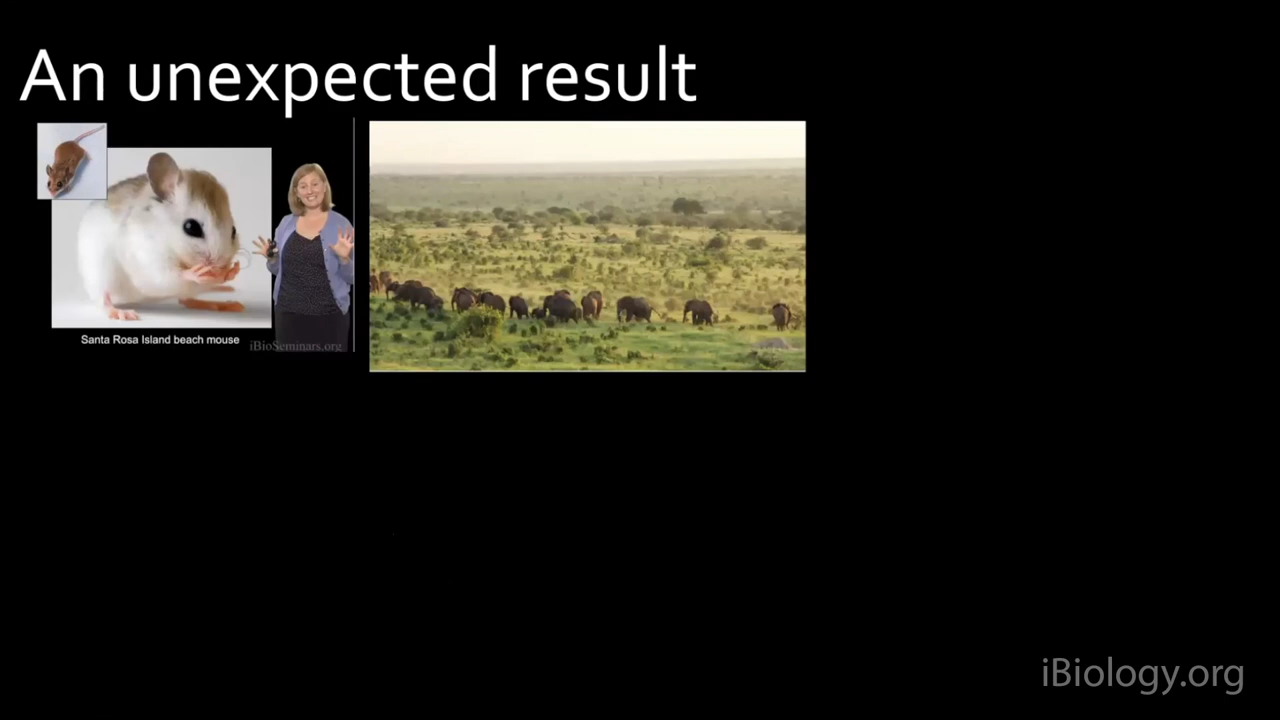 An unexpected result
Santa Rosa Island beach mouse
iBioSeminars.org
iBiology.org